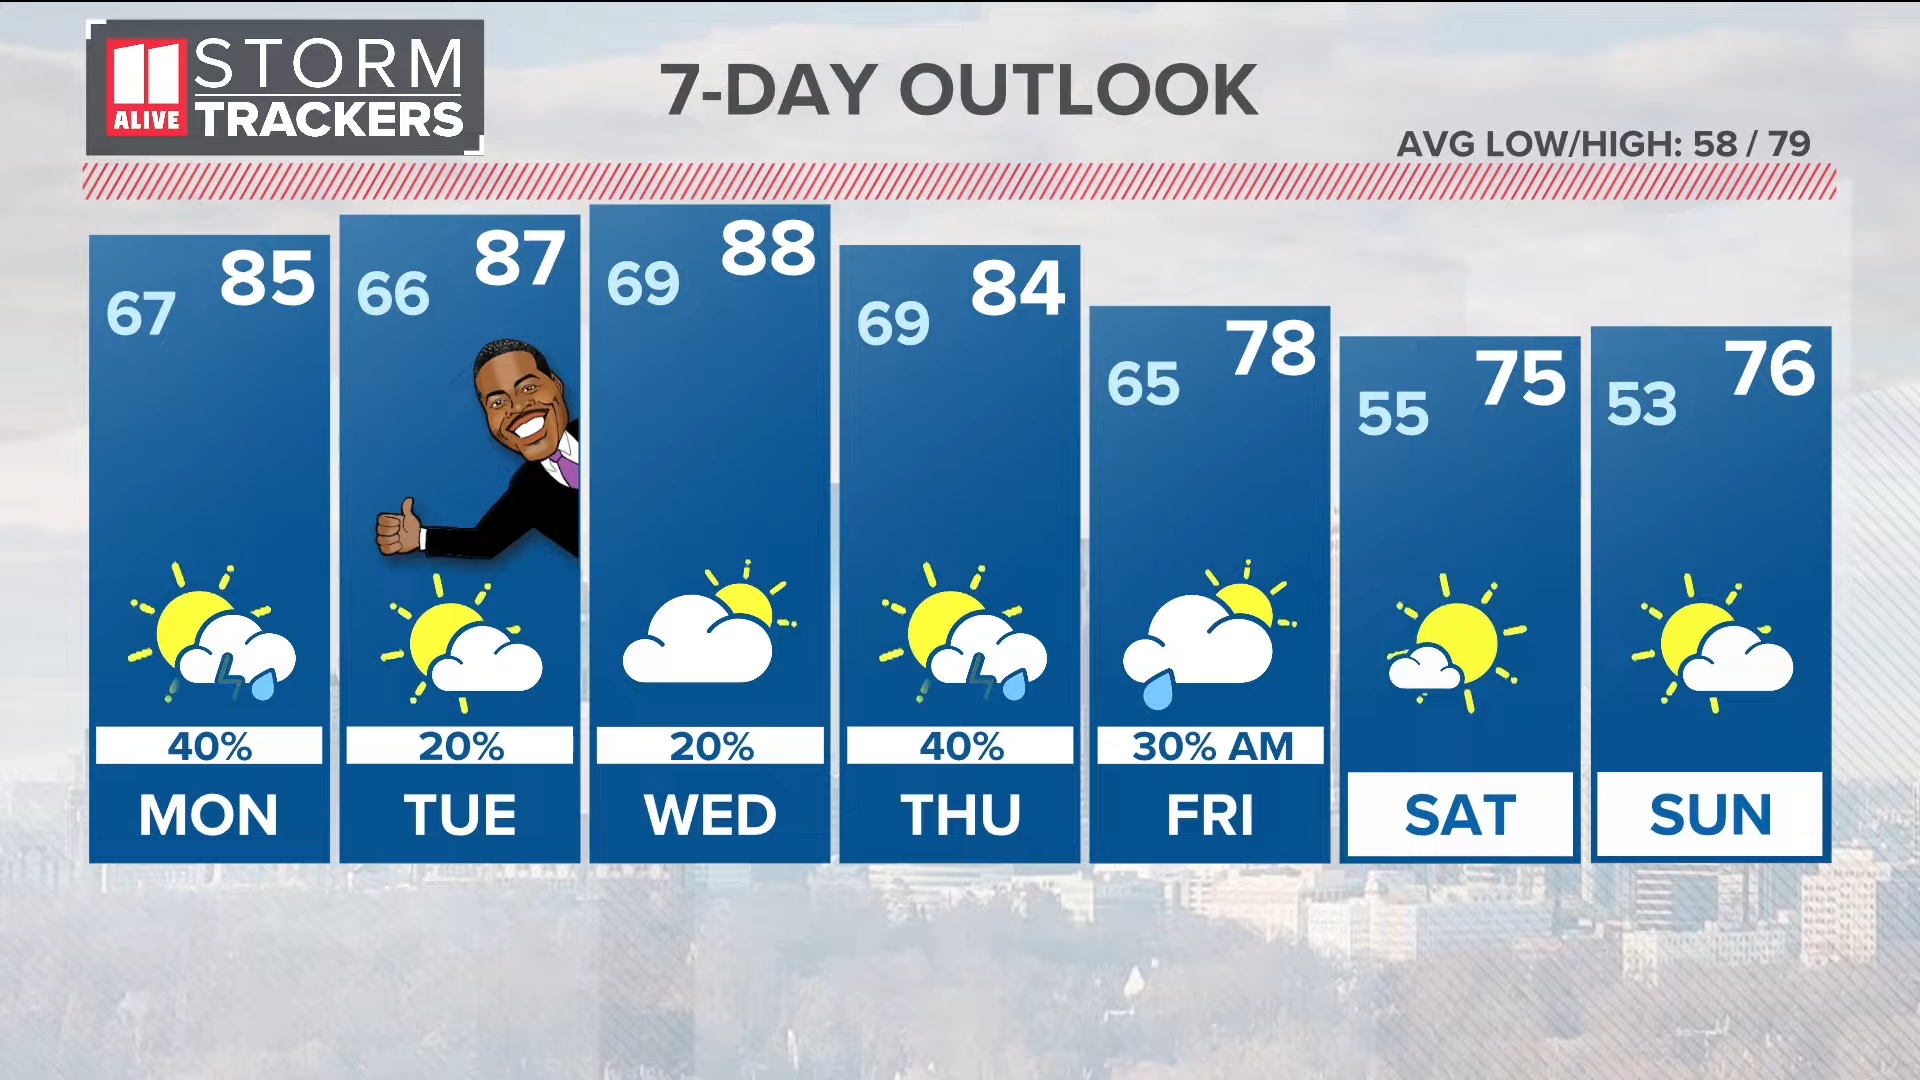 11
ALIVE
STORM
TRACKERS
7-DAY OUTLOOK
AVG LOW/HIGH: 58 / 79
67 85
40%
MON
66 87
20%
TUE
69 88
20%
WED
69 84
40%
THU
65 78
30% AM
FRI
55 75
SAT
53 76
SUN